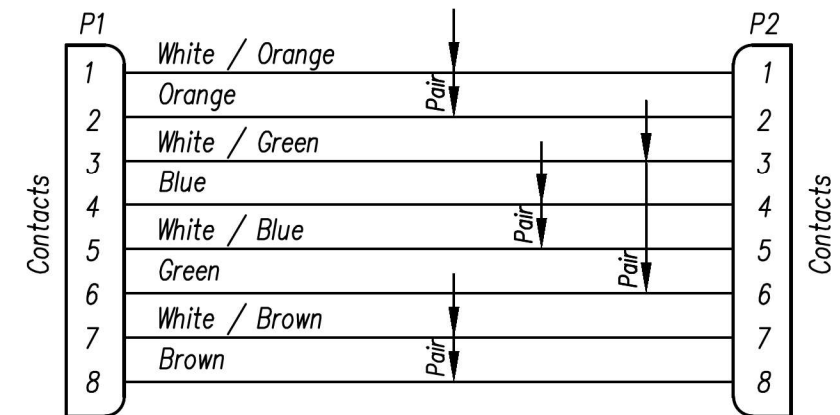 P1 P2
White / Orange
1 1
Orange
Pair
2 2
White / Green
3 3
Blue
4 4
White / Blue
Pair
5 5
Green
Pair
6 6
White / Brown
7 7
Brown
Pair
8 8
Contacts
Contacts